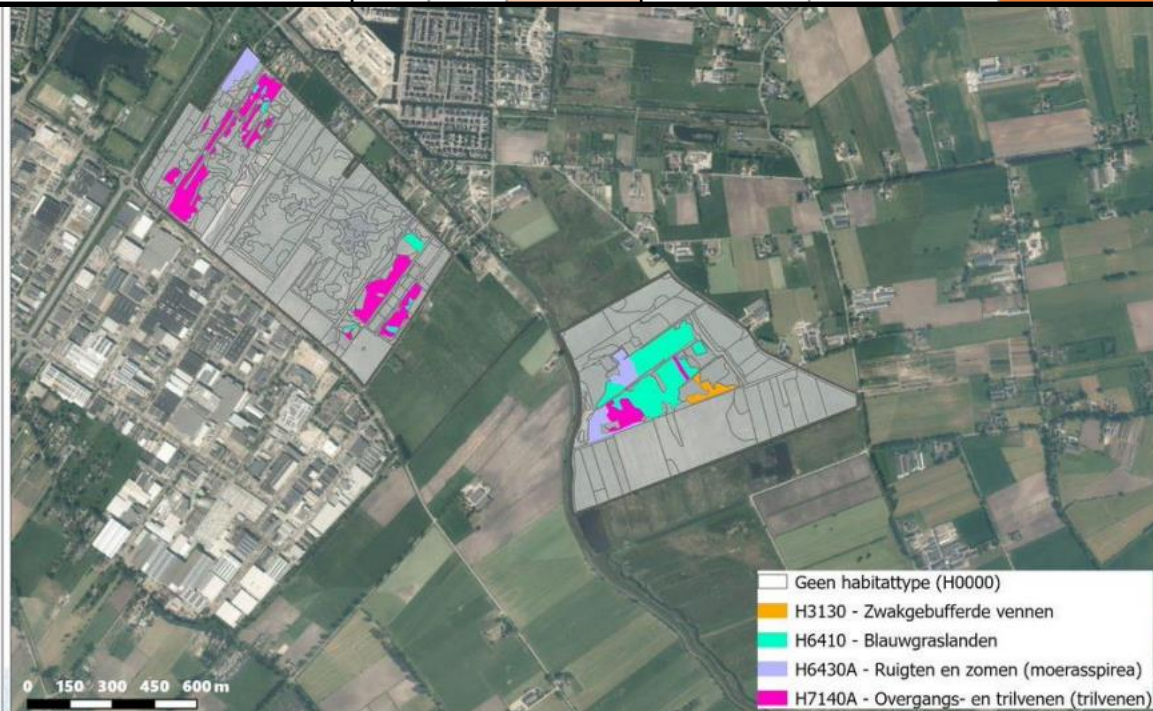 Geen habitattype (H0000)
H3130 - Zwakgebufferde vennen
H6410 - Blauwgraslanden
H6430A - Ruigten en zomen (moerasspirea)
H7140A - Overgangs- en trilvenen (trilvenen)
0 150 300 450 600 m